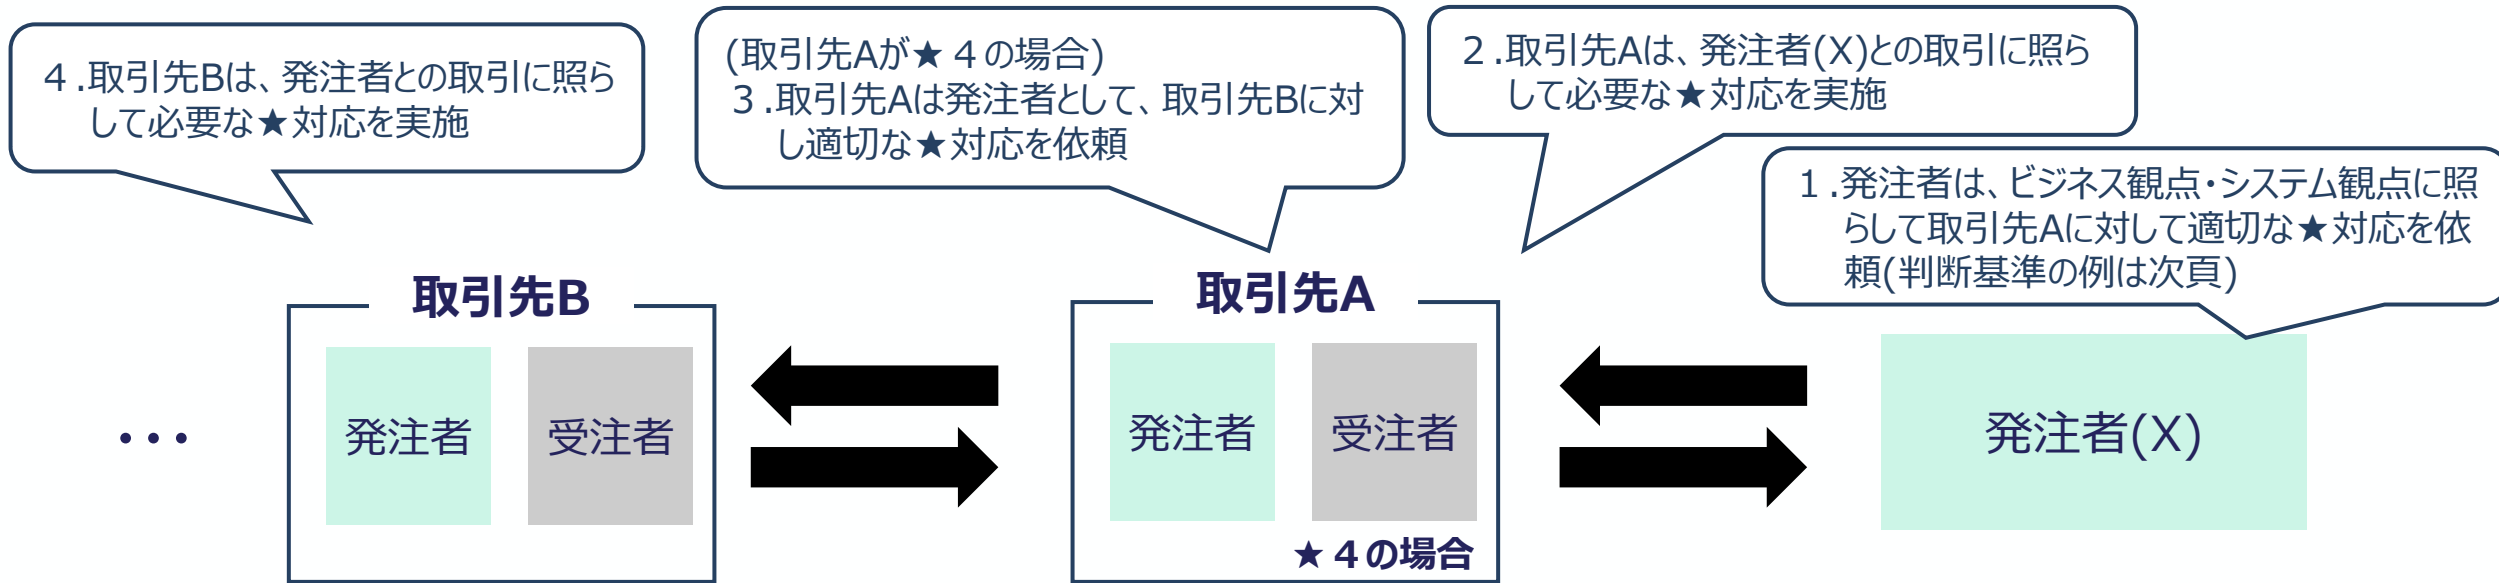 ４.取引先Bは、発注者との取引に照ら
して必要な★対応を実施
(取引先Aが★４の場合)
３.取引先Aは発注者として、取引先Bに対
し適切な★対応を依頼
２.取引先Aは、発注者(X)との取引に照ら
して必要な★対応を実施
１.発注者は、ビジネス観点・システム観点に照
らして取引先Aに対して適切な★対応を依
頼(判断基準の例は次頁)
取引先B
発注者
受注者
取引先A
発注者
受注者
★４の場合
発注者(X)
・・・